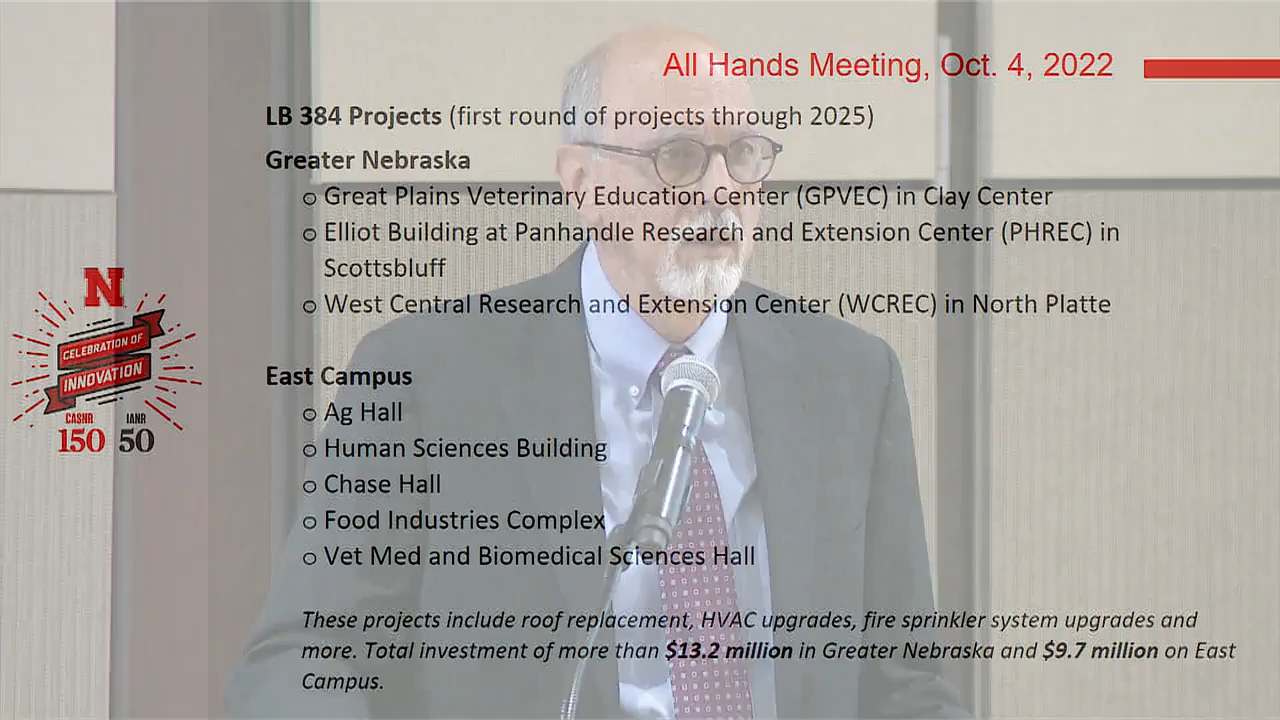 All Hands Meeting, Oct. 4, 2022
LB 384 Projects (first round of projects through 2025)
Greater Nebraska
o Great Plains Veterinary Education Center (GPVEC) in Clay Center
o Elliot Building at Panhandle Research and Extension Center (PHREC) in
Scottsbluff
o West Central Research and Extension Center (WCREC) in North Platte
N
CELEBRATION OF
INNOVATION
CASNR IANR
150 50
East Campus
o Ag Hall
o Human Sciences Building
o Chase Hall
o Food Industries Complex
o Vet Med and Biomedical Sciences Hall
These projects include roof replacement, HVAC upgrades, fire sprinkler system upgrades and
more. Total investment of more than $13.2 million in Greater Nebraska and $9.7 million on East
Campus.